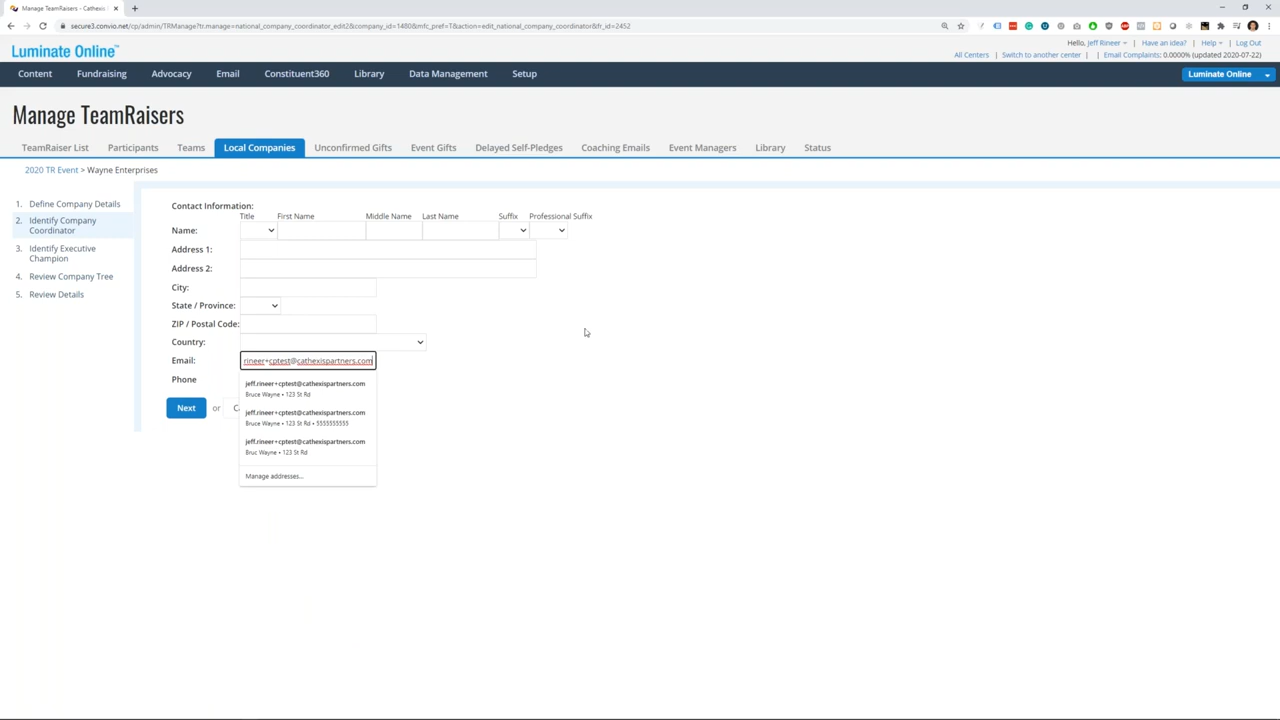 Manage TeamRaisers - Cathexis
secure3.convio.net/cp/admin/TRManage?tr.manage=national_company_coordinator_edit2&company_id=1480&mfc_pref=T&action=edit_national_company_coordinator&fr_id=2452
Hello, Jeff Rineer | Have an idea? | Help | Log Out
Luminate Online™
All Centers | Switch to another center | Email Complaints: 0.0000% (updated 2020-07-22)
Content Fundraising Advocacy Email Constituent360 Library Data Management Setup Luminate Online
Manage TeamRaisers
TeamRaiser List Participants Teams Local Companies Unconfirmed Gifts Event Gifts Delayed Self-Pledges Coaching Emails Event Managers Library Status
2020 TR Event > Wayne Enterprises
1. Define Company Details
2. Identify Company
Coordinator
3. Identify Executive
Champion
4. Review Company Tree
5. Review Details
Contact Information:
Title First Name Middle Name Last Name Suffix Professional Suffix
Name:
Address 1:
Address 2:
City:
State / Province:
ZIP / Postal Code:
Country:
Email: rineer+cptest@cathexispartners.com
Phone
Next or C
jeff.rineer+cptest@cathexispartners.com
Bruce Wayne • 123 St Rd
jeff.rineer+cptest@cathexispartners.com
Bruce Wayne • 123 St Rd • 5555555555
jeff.rineer+cptest@cathexispartners.com
Bruc Wayne • 123 St Rd
Manage addresses...